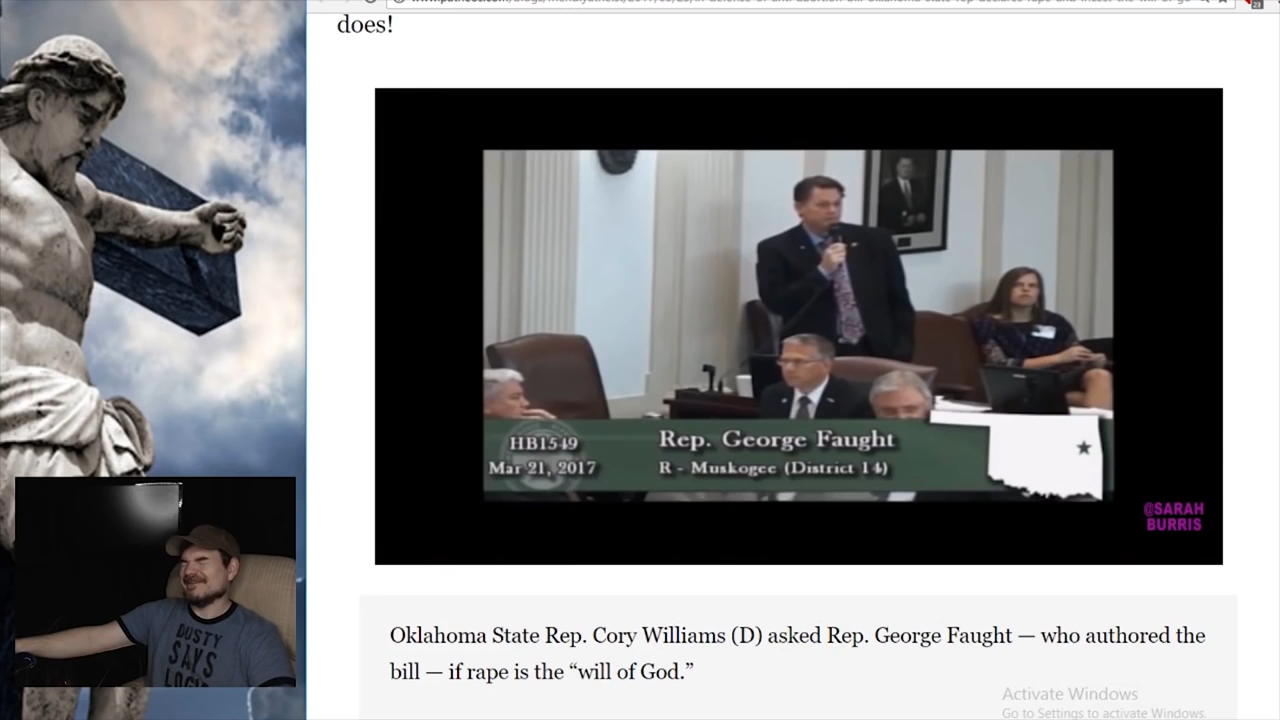 does!
HB1549
Mar 21, 2017
Rep. George Faught
R - Muskogee (District 14)
@SARAH
BURRIS
DUSTY
SAYS
LOGIC
Oklahoma State Rep. Cory Williams (D) asked Rep. George Faught — who authored the
bill — if rape is the “will of God.”
Activate Windows
Go to Settings to activate Windows.